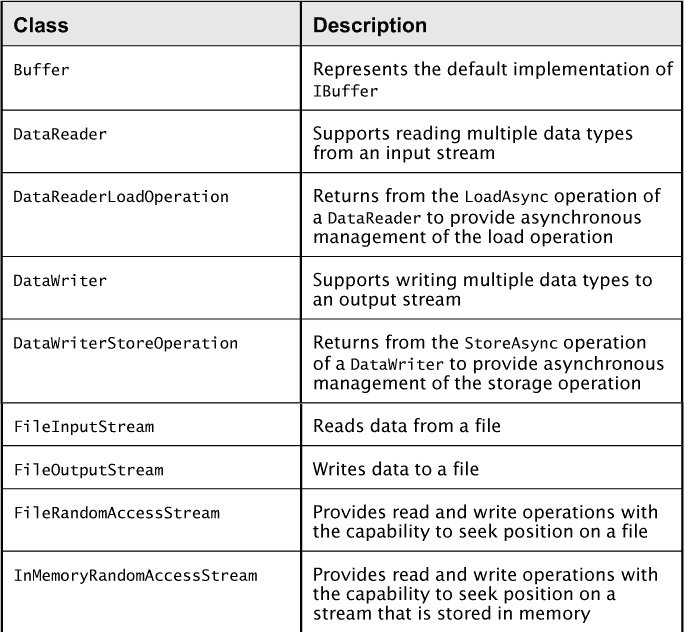 Class Description
Buffer Represents the default implementation of
IBuffer
DataReader Supports reading multiple data types
from an input stream
DataReaderLoadOperation Returns from the LoadAsync operation of
a DataReader to provide asynchronous
management of the load operation
DataWriter Supports writing multiple data types to
an output stream
DataWriterStoreOperation Returns from the StoreAsync operation
of a DataWriter to provide asynchronous
management of the storage operation
FileInputStream Reads data from a file
FileOutputStream Writes data to a file
FileRandomAccessStream Provides read and write operations with
the capability to seek position on a file
InMemoryRandomAccessStream Provides read and write operations with
the capability to seek position on a
stream that is stored in memory